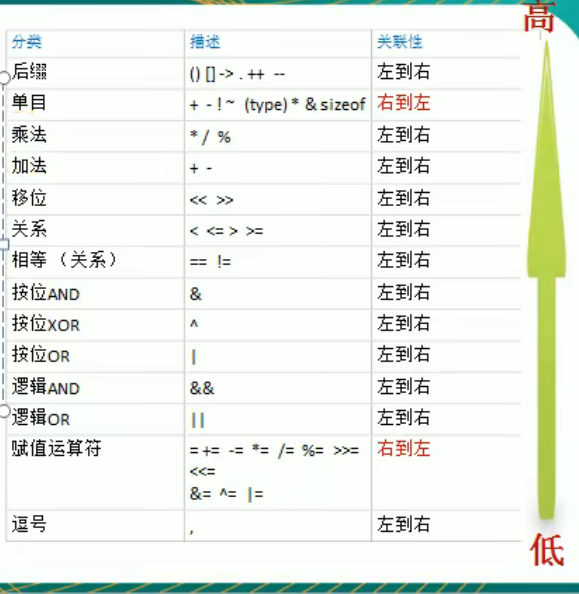 高
分类 描述 关联性
后缀 () [] -> . ++ -- 左到右
单目 + - ! ~ (type) * & sizeof 右到左
乘法 * / % 左到右
加法 + - 左到右
移位 << >> 左到右
关系 < <= > >= 左到右
相等 （关系） == != 左到右
按位AND & 左到右
按位XOR ^ 左到右
按位OR | 左到右
逻辑AND && 左到右
逻辑OR || 左到右
赋值运算符 = += -= *= /= %= >>= 右到左
<<=
&= ^= |=
逗号 , 左到右
低